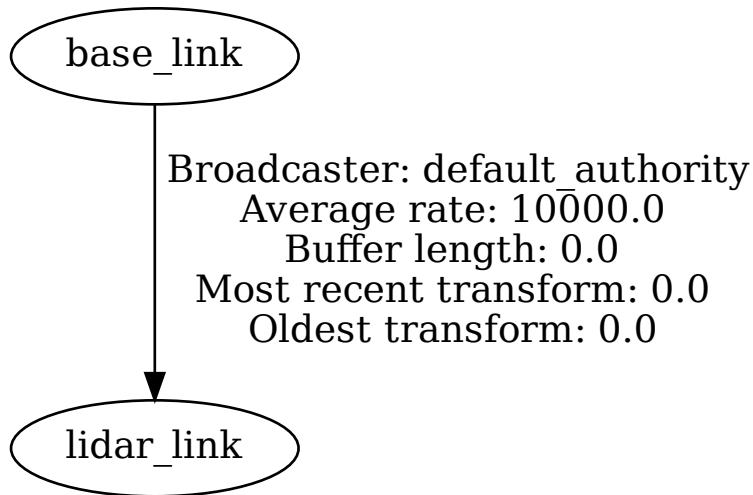 base_link
Broadcaster: default_authority
Average rate: 10000.0
Buffer length: 0.0
Most recent transform: 0.0
Oldest transform: 0.0
lidar_link